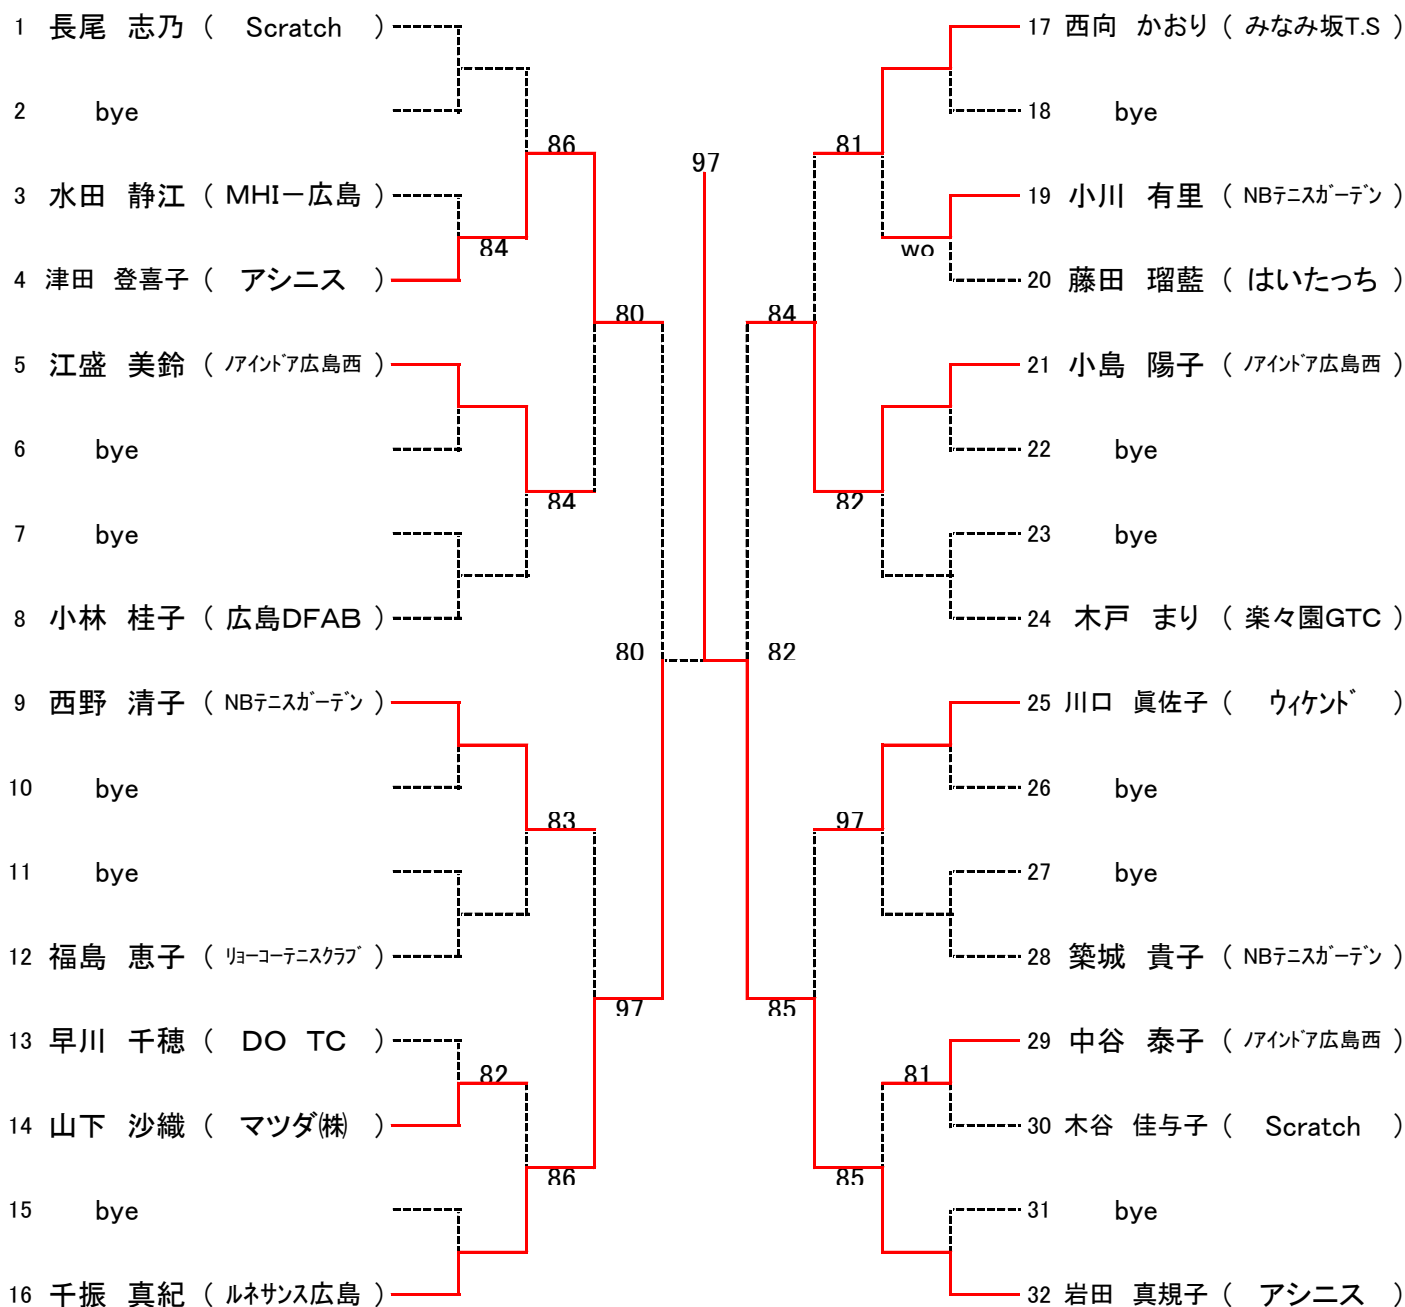 1 長尾 志乃 ( Scratch )
2 bye
3 水田 静江 ( MHI－広島 )
4 津田 登喜子 ( アシニス )
5 江盛 美鈴 ( ﾉｱｲﾝﾄﾞｱ広島西 )
6 bye
7 bye
8 小林 桂子 ( 広島DFAB )
9 西野 清子 ( NBﾃﾆｽｶﾞｰﾃﾞﾝ )
10 bye
11 bye
12 福島 恵子 ( ﾘｮｰｺｰﾃﾆｽｸﾗﾌﾞ )
13 早川 千穂 ( DO TC )
14 山下 沙織 ( マツダ㈱ )
15 bye
16 千振 真紀 ( ﾙﾈｻﾝｽ広島 )
84
82
86
84
83
86
80
97
80
97
82
84
85
81
82
97
85
wo
81
17 西向 かおり ( みなみ坂T.S )
18 bye
19 小川 有里 ( NBﾃﾆｽｶﾞｰﾃﾞﾝ )
20 藤田 瑠藍 ( はいたっち )
21 小島 陽子 ( ﾉｱｲﾝﾄﾞｱ広島西 )
22 bye
23 bye
24 木戸 まり ( 楽々園GTC )
25 川口 眞佐子 ( ｳｨｹﾝﾄﾞ )
26 bye
27 bye
28 築城 貴子 ( NBﾃﾆｽｶﾞｰﾃﾞﾝ )
29 中谷 泰子 ( ﾉｱｲﾝﾄﾞｱ広島西 )
30 木谷 佳与子 ( Scratch )
31 bye
32 岩田 真規子 ( アシニス )